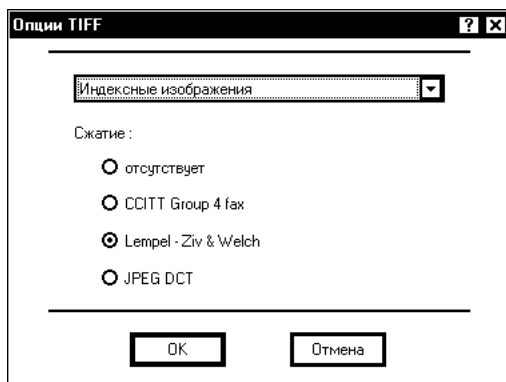 Опции TIFF
Индексные изображения
Сжатие :
отсутствует
CCITT Group 4 fax
Lempel - Ziv & Welch
JPEG DCT
OK
Отмена